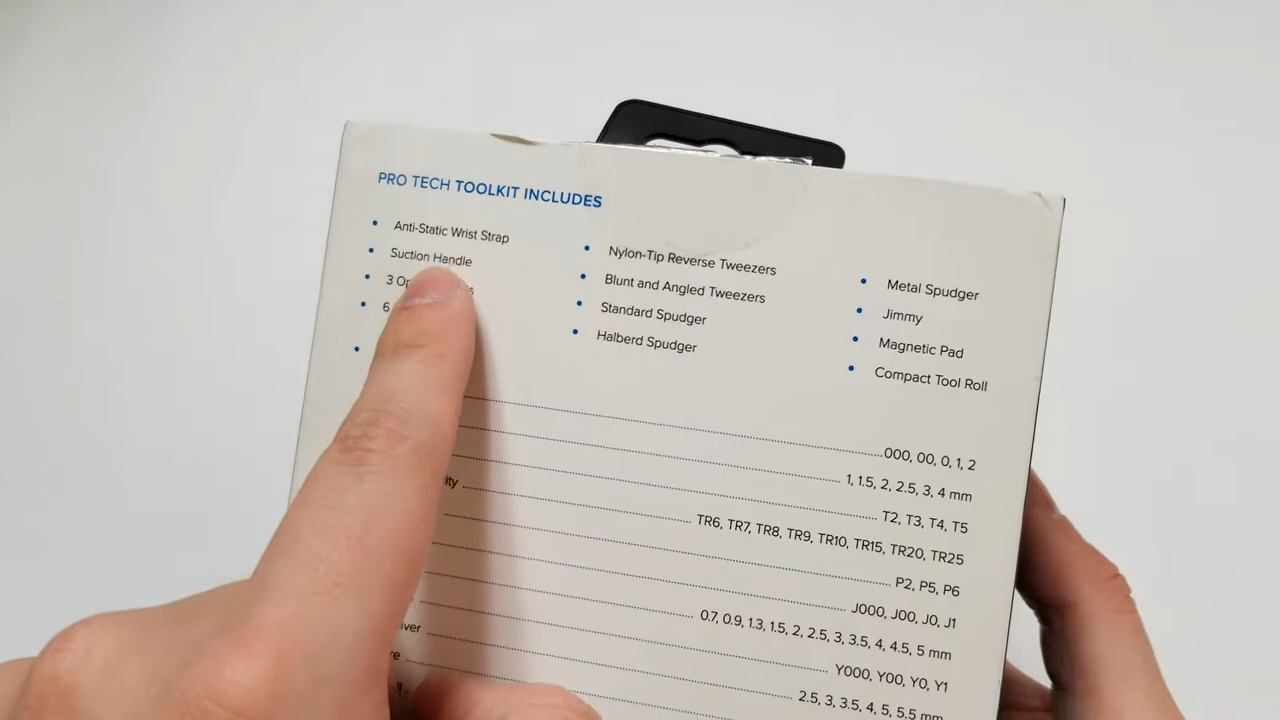 PRO TECH TOOLKIT INCLUDES
Anti-Static Wrist Strap
Suction Handle
3
6
Nylon-Tip Reverse Tweezers
Blunt and Angled Tweezers
Standard Spudger
Halberd Spudger
Metal Spudger
Jimmy
Magnetic Pad
Compact Tool Roll
000, 00, 0, 1, 2
1, 1.5, 2, 2.5, 3, 4 mm
T2, T3, T4, T5
TR6, TR7, TR8, TR9, TR10, TR15, TR20, TR25
P2, P5, P6
J000, J00, J0, J1
0.7, 0.9, 1.3, 1.5, 2, 2.5, 3, 3.5, 4, 4.5, 5 mm
Y000, Y00, Y0, Y1
2.5, 3, 3.5, 4, 5, 5.5 mm